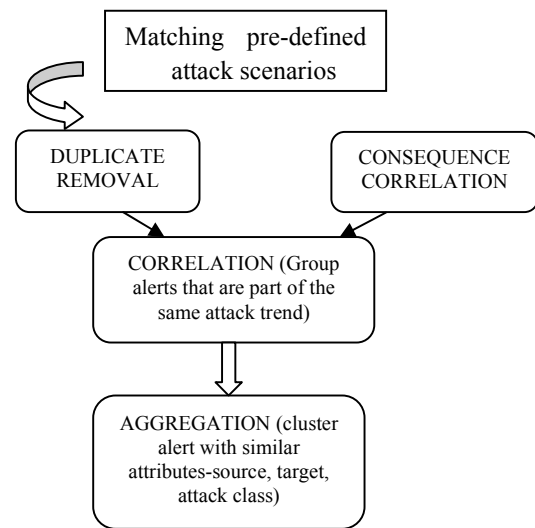 Matching pre-defined
attack scenarios
DUPLICATE
REMOVAL
CONSEQUENCE
CORRELATION
CORRELATION (Group
alerts that are part of the
same attack trend)
AGGREGATION (cluster
alert with similar
attributes-source, target,
attack class)